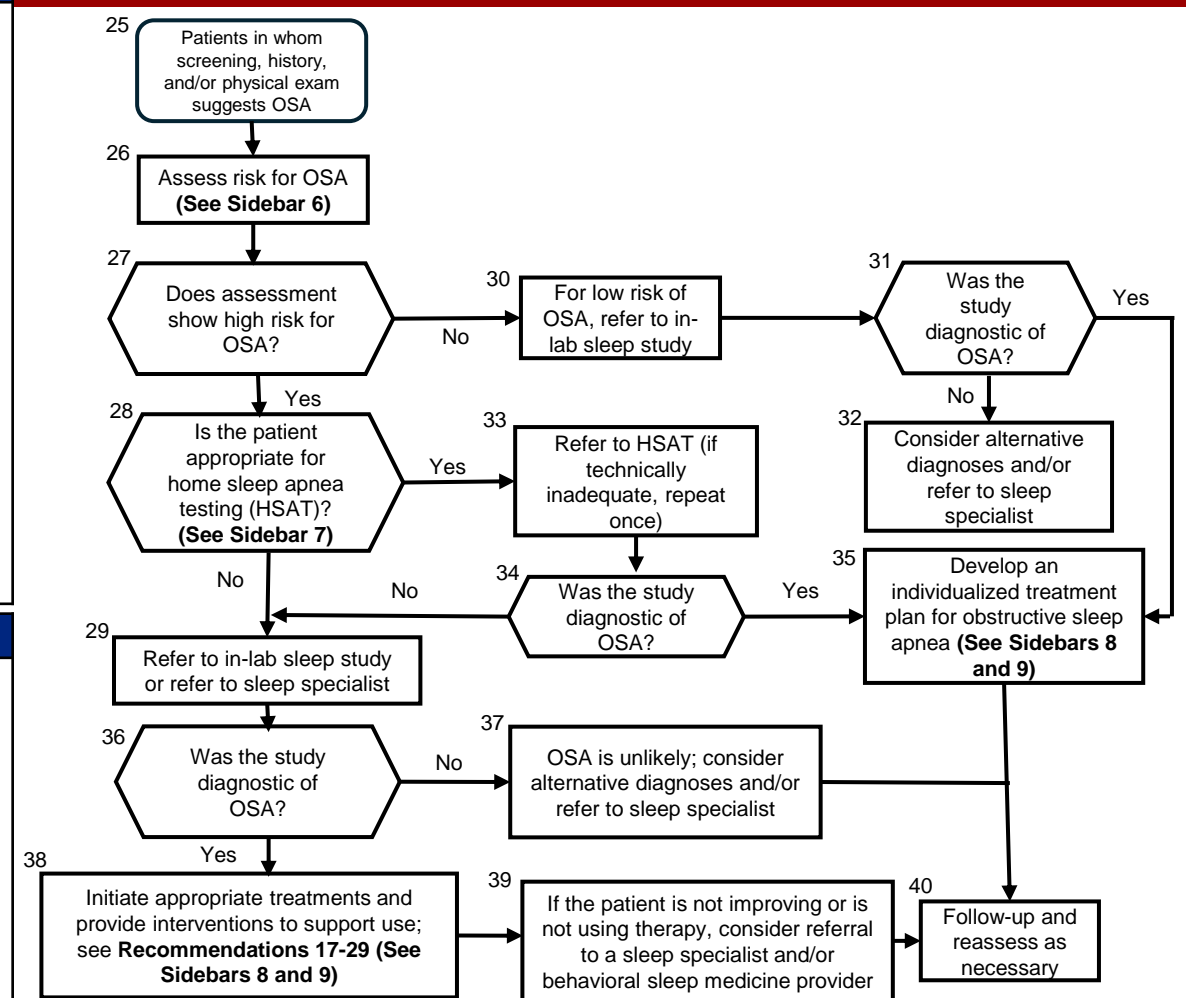 25
Patients in whom
screening, history,
and/or physical exam
suggests OSA
26
Assess risk for OSA
(See Sidebar 6)
27
Does assessment
show high risk for
OSA?
No
Yes
30
For low risk of
OSA, refer to in-
lab sleep study
31
Was the
study
diagnostic of
OSA?
Yes
No
32
Consider alternative
diagnoses and/or
refer to sleep
specialist
28
Is the patient
appropriate for
home sleep apnea
testing (HSAT)?
(See Sidebar 7)
Yes
No
33
Refer to HSAT (if
technically
inadequate, repeat
once)
34
Was the study
diagnostic of
OSA?
No
Yes
35
Develop an
individualized treatment
plan for obstructive sleep
apnea (See Sidebars 8
and 9)
29
Refer to in-lab sleep study
or refer to sleep specialist
36
Was the study
diagnostic of
OSA?
No
Yes
37
OSA is unlikely; consider
alternative diagnoses and/or
refer to sleep specialist
38
Initiate appropriate treatments and
provide interventions to support use;
see Recommendations 17-29 (See
Sidebars 8 and 9)
39
If the patient is not improving or is
not using therapy, consider referral
to a sleep specialist and/or
behavioral sleep medicine provider
40
Follow-up and
reassess as
necessary